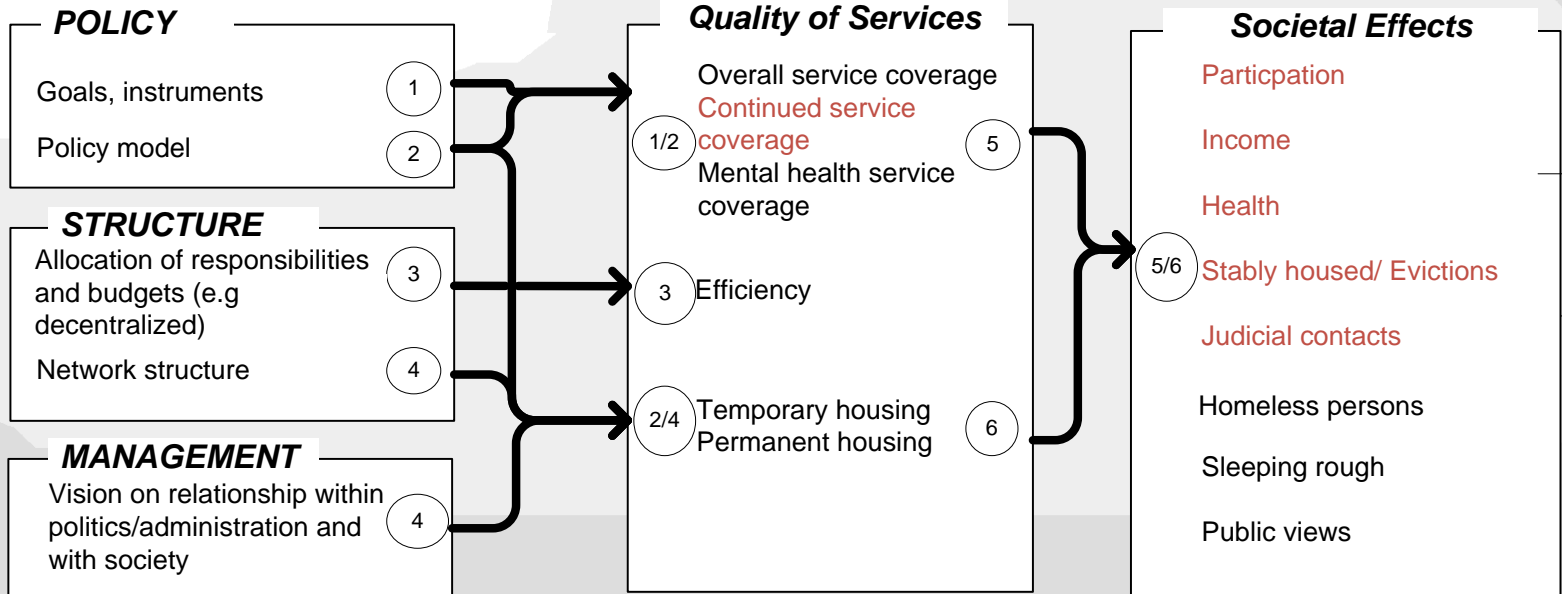 POLICY
Goals, instruments
1
Policy model
2
STRUCTURE
Allocation of responsibilities
and budgets (e.g
decentralized)
3
Network structure
4
MANAGEMENT
Vision on relationship within
politics/administration and
with society
4
Quality of Services
Overall service coverage
Continued service
coverage
Mental health service
coverage
1/2
5
3
Efficiency
2/4
Temporary housing
Permanent housing
6
Societal Effects
Particpation
Income
Health
5/6
Stably housed/ Evictions
Judicial contacts
Homeless persons
Sleeping rough
Public views